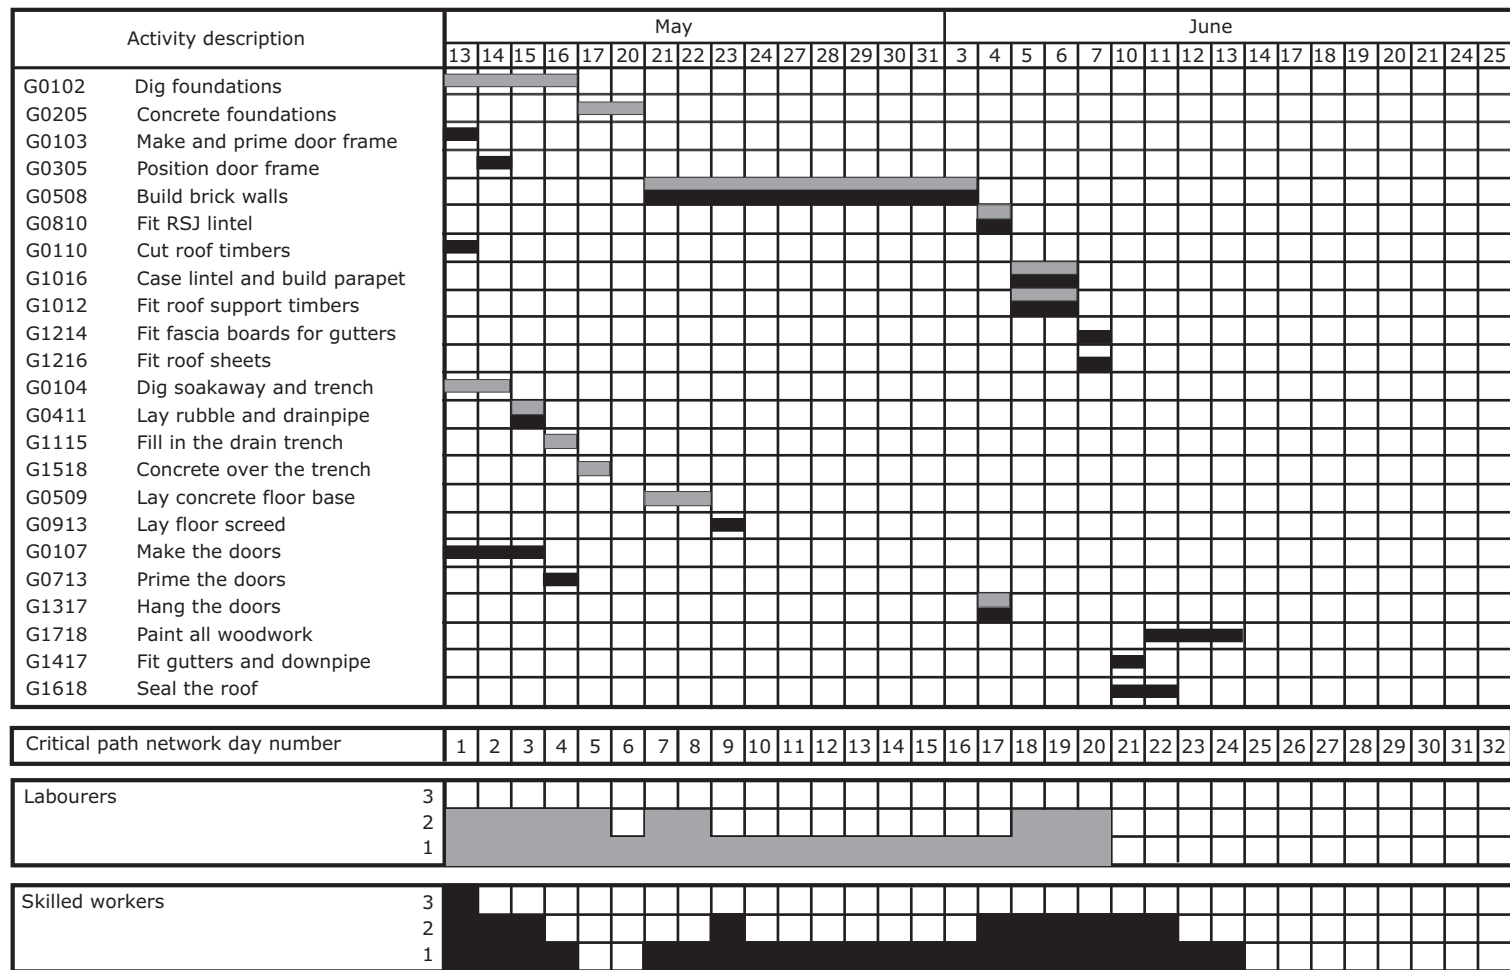 Activity description
May
June
13 14 15 16 17 20 21 22 23 24 27 28 29 30 31 3 4 5 6 7 10 11 12 13 14 17 18 19 20 21 24 25
G0102 Dig foundations
G0205 Concrete foundations
G0103 Make and prime door frame
G0305 Position door frame
G0508 Build brick walls
G0810 Fit RSJ lintel
G0110 Cut roof timbers
G1016 Case lintel and build parapet
G1012 Fit roof support timbers
G1214 Fit fascia boards for gutters
G1216 Fit roof sheets
G0104 Dig soakaway and trench
G0411 Lay rubble and drainpipe
G1115 Fill in the drain trench
G1518 Concrete over the trench
G0509 Lay concrete floor base
G0913 Lay floor screed
G0107 Make the doors
G0713 Prime the doors
G1317 Hang the doors
G1718 Paint all woodwork
G1417 Fit gutters and downpipe
G1618 Seal the roof
Critical path network day number 1 2 3 4 5 6 7 8 9 10 11 12 13 14 15 16 17 18 19 20 21 22 23 24 25 26 27 28 29 30 31 32
Labourers 3
2
1
Skilled workers 3
2
1